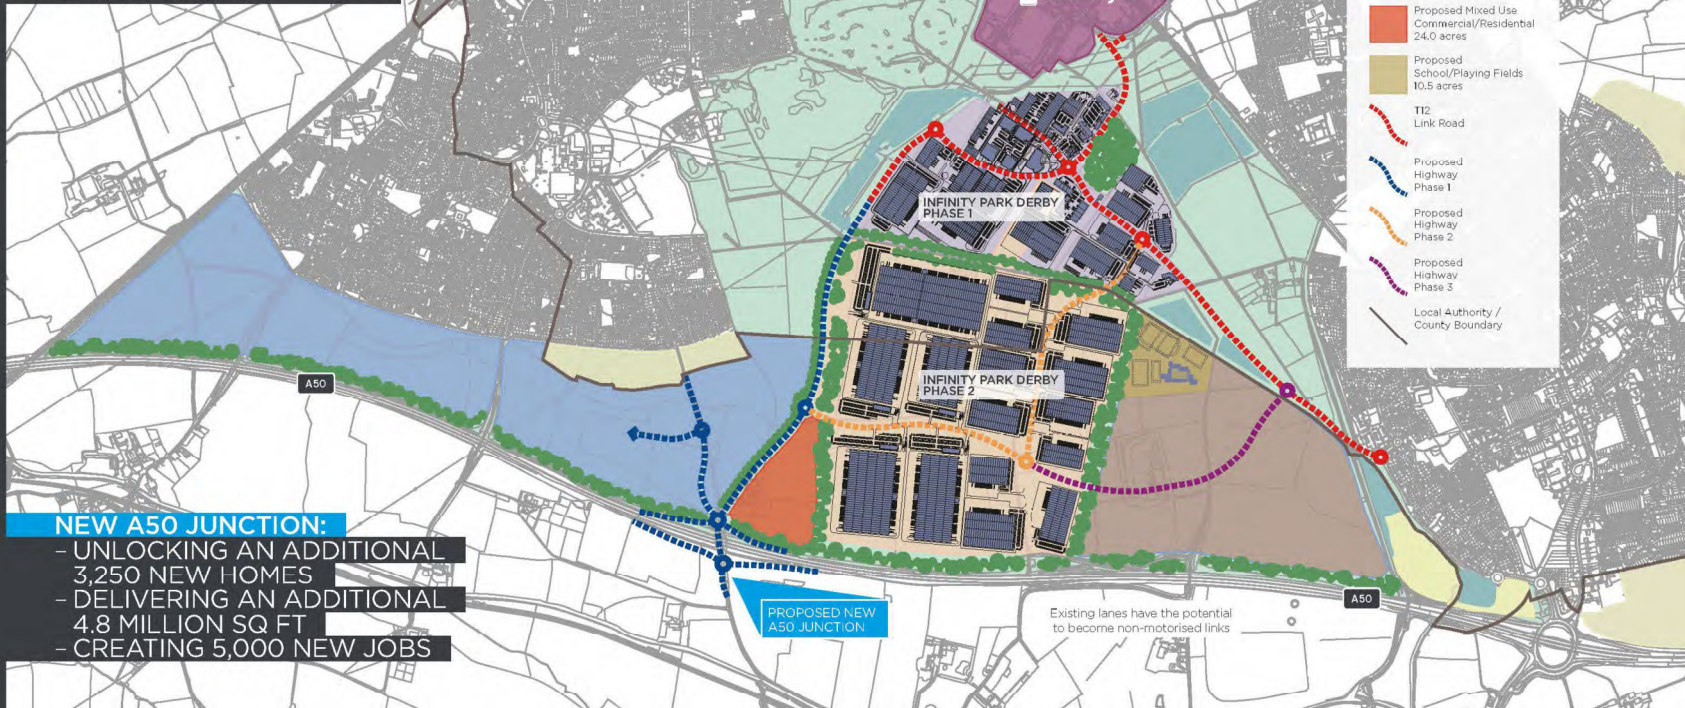 Proposed Mixed Use
Commercial/Residential
24.0 acres
Proposed
School/Playing Fields
10.5 acres
T12
Link Road
Proposed
Highway
Phase 1
Proposed
Highway
Phase 2
Proposed
Highway
Phase 3
Local Authority /
County Boundary
INFINITY PARK DERBY
PHASE 1
INFINITY PARK DERBY
PHASE 2
A50
NEW A50 JUNCTION:
– UNLOCKING AN ADDITIONAL
3,250 NEW HOMES
– DELIVERING AN ADDITIONAL
4.8 MILLION SQ FT
– CREATING 5,000 NEW JOBS
PROPOSED NEW
A50 JUNCTION
Existing lanes have the potential
to become non-motorised links
A50